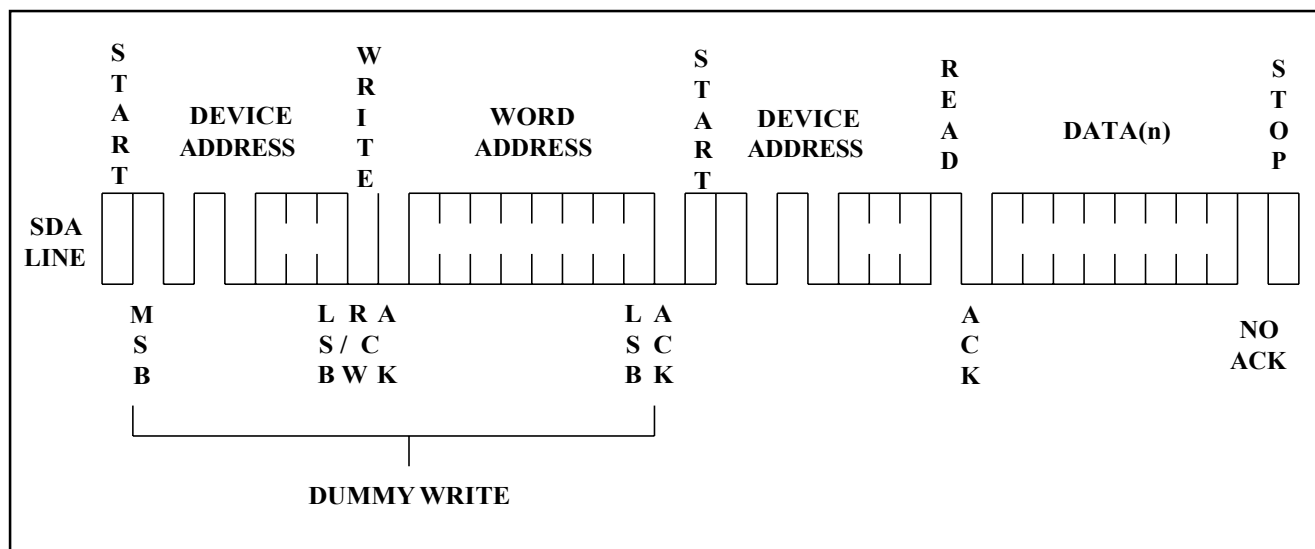 START
WRITE
START
READ
STOP
DEVICE
ADDRESS
WORD
ADDRESS
DEVICE
ADDRESS
DATA(n)
SDA
LINE
MSB
LSB
R/W
ACK
LSB
ACK
ACK
NO
ACK
DUMMY WRITE